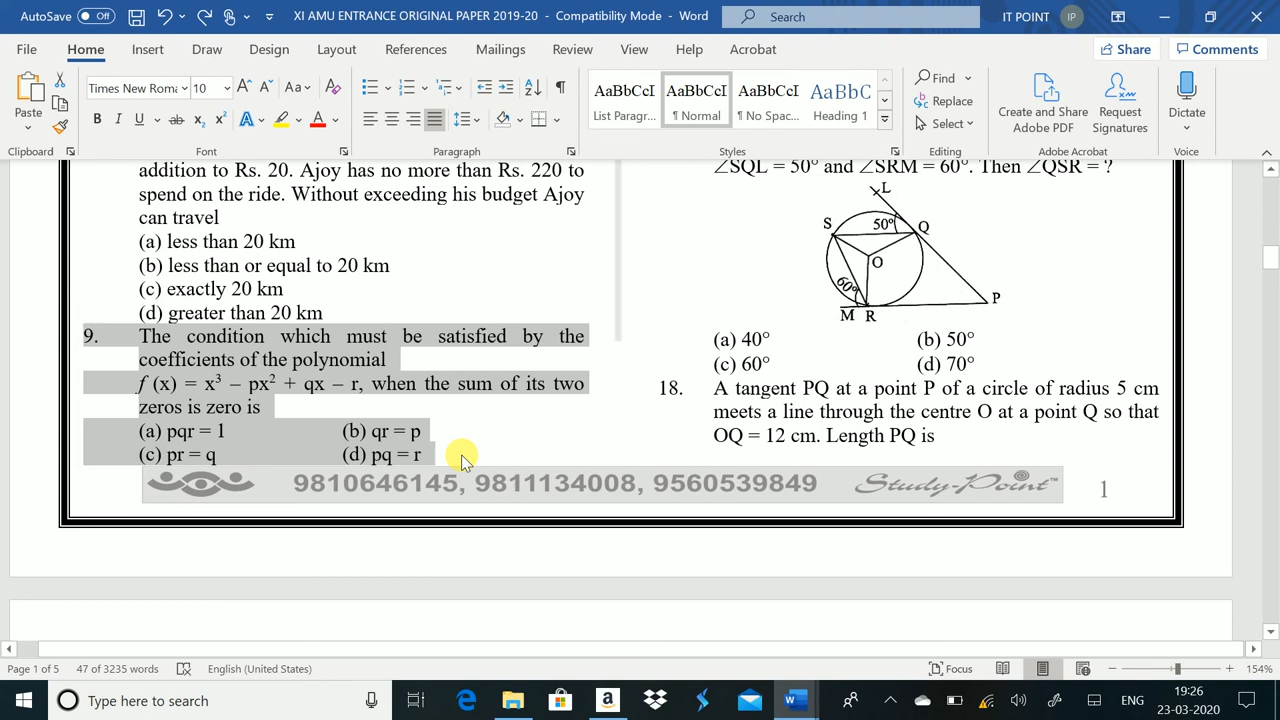 AutoSave Off XI AMU ENTRANCE ORIGINAL PAPER 2019-20 - Compatibility Mode - Word Search IT POINT IP
File Home Insert Draw Design Layout References Mailings Review View Help Acrobat Share Comments
Paste
Times New Roma 10 Aa
AaBbCcI AaBbCcI AaBbCcI AaBbC
List Paragr... ¶ Normal ¶ No Spac... Heading 1
Find
Replace
Select
Create and Share Adobe PDF
Request Signatures
Dictate
Clipboard Font Paragraph Styles Editing Adobe Acrobat Voice
addition to Rs. 20. Ajoy has no more than Rs. 220 to
spend on the ride. Without exceeding his budget Ajoy
can travel
(a) less than 20 km
(b) less than or equal to 20 km
(c) exactly 20 km
(d) greater than 20 km
9. The condition which must be satisfied by the
coefficients of the polynomial
f (x) = x³ – px² + qx – r, when the sum of its two
zeros is zero is
(a) pqr = 1 (b) qr = p
(c) pr = q (d) pq = r
∠SQL = 50° and ∠SRM = 60°. Then ∠QSR = ?
L
S 50° Q
O
60°
P
M R
(a) 40° (b) 50°
(c) 60° (d) 70°
18. A tangent PQ at a point P of a circle of radius 5 cm
meets a line through the centre O at a point Q so that
OQ = 12 cm. Length PQ is
9810646145, 9811134008, 9560539849 Study-Point™ 1
Page 1 of 5 47 of 3235 words English (United States) Focus 154%
Type here to search ENG 19:26
23-03-2020